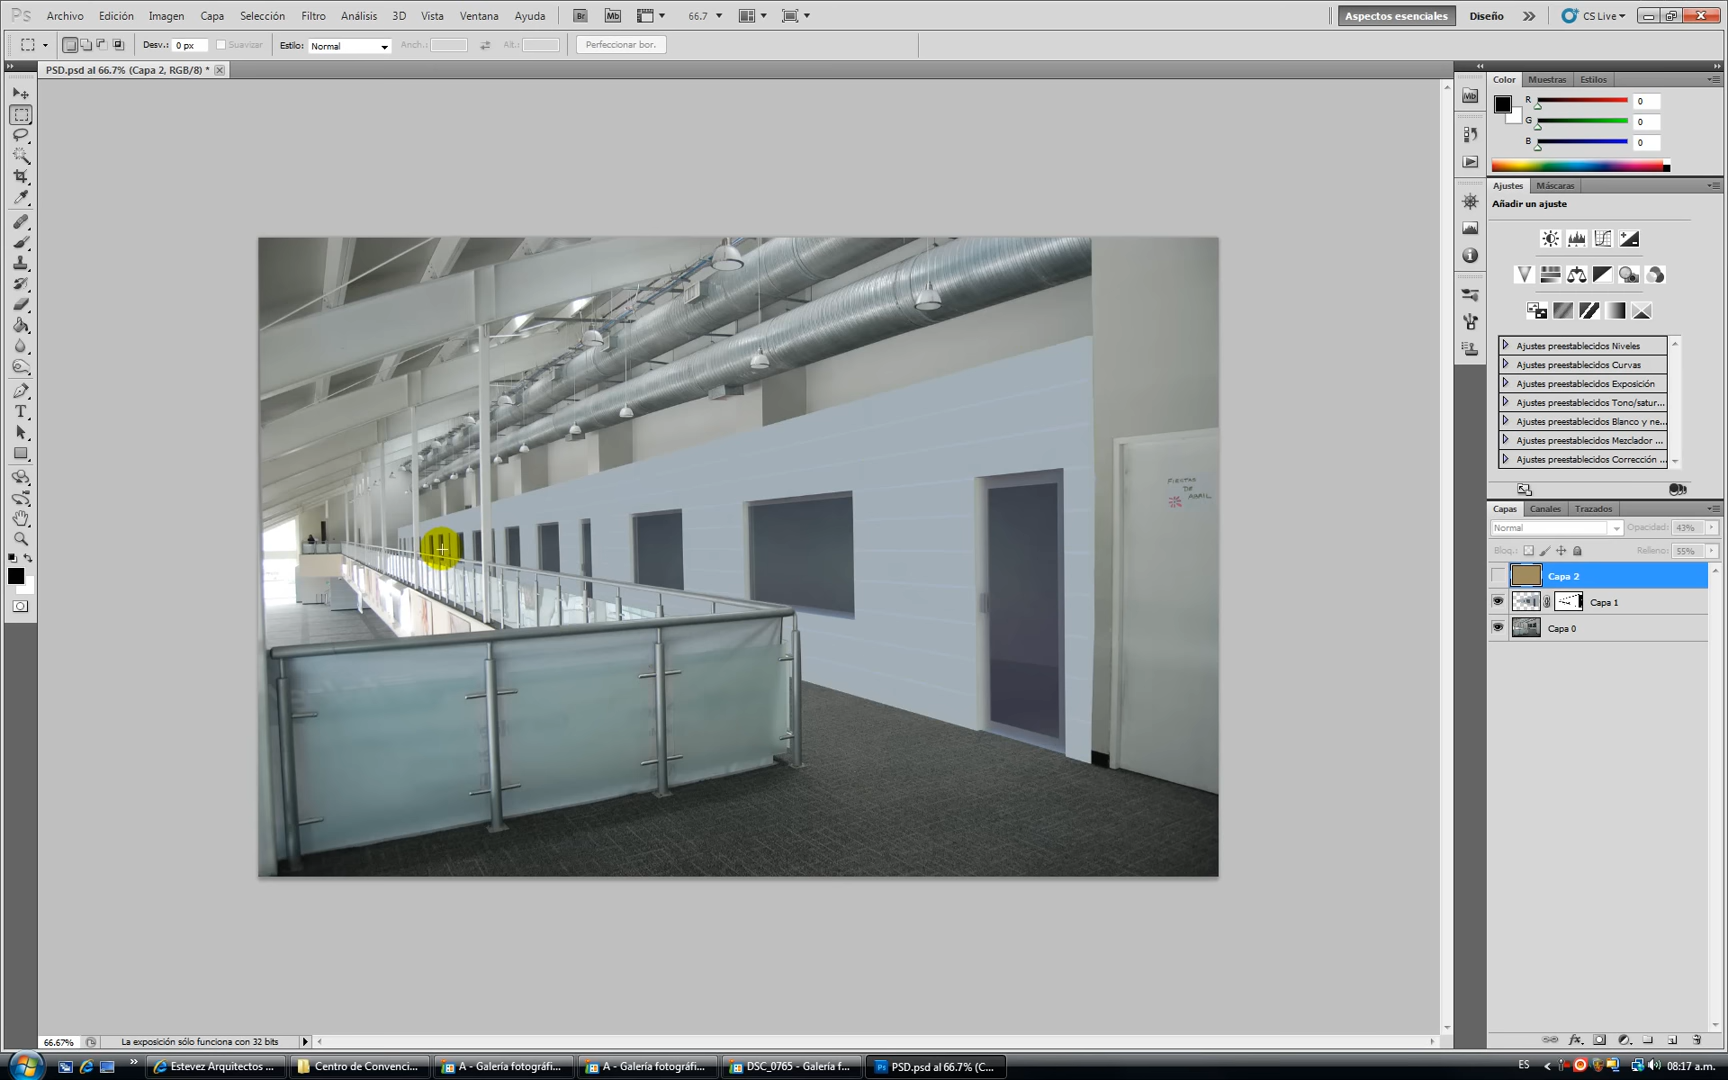 Ps Archivo Edición Imagen Capa Selección Filtro Análisis 3D Vista Ventana Ayuda Br Mb 66.7 Aspectos esenciales Diseño CS Live
Desv.: 0 px Suavizar Estilo: Normal Anch.: Alt.: Perfeccionar bor.
PSD.psd al 66.7% (Capa 2, RGB/8) *
Color Muestras Estilos
R 0
G 0
B 0
Ajustes Máscaras
Añadir un ajuste
Ajustes preestablecidos Niveles
Ajustes preestablecidos Curvas
Ajustes preestablecidos Exposición
Ajustes preestablecidos Tono/satur...
Ajustes preestablecidos Blanco y ne...
Ajustes preestablecidos Mezclador ...
Ajustes preestablecidos Corrección ...
FIESTAS
DE
ABRIL
Capas Canales Trazados
Normal Opacidad: 43%
Bloq.: Relleno: 55%
Capa 2
Capa 1
Capa 0
66.67% La exposición sólo funciona con 32 bits
Estevez Arquitectos ... Centro de Convenci... A - Galería fotográfi... A - Galería fotográfi... DSC_0765 - Galería f... PSD.psd al 66.7% (C... ES 08:17 a.m.